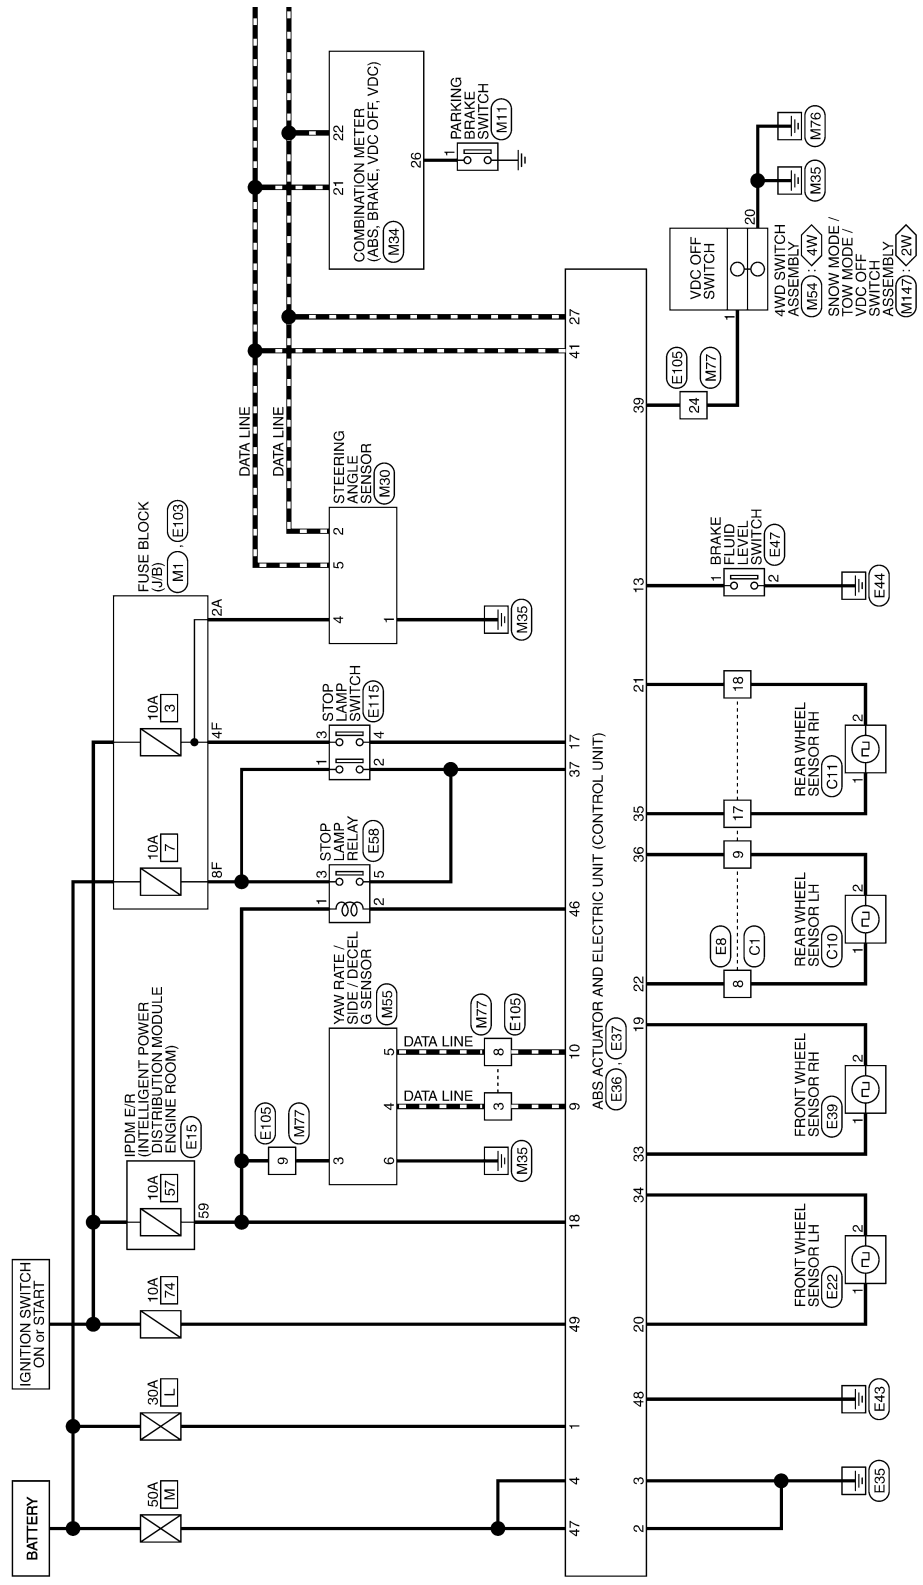 BATTERY
IGNITION SWITCH
ON or START
50A
M
30A
L
10A
74
IPDM E/R
(INTELLIGENT POWER
DISTRIBUTION MODULE
ENGINE ROOM)
E15
10A
57
59
FUSE BLOCK
(J/B)
M1 , E103
10A
7
10A
3
8F
4F
2A
DATA LINE
DATA LINE
E105
9
M77
YAW RATE /
SIDE / DECEL
G SENSOR
M55
3
6
4
5
M35
DATA LINE
DATA LINE
M77
E105
3
8
STOP
LAMP
RELAY
E58
1
3
2
5
STOP
LAMP
SWITCH
E115
1
3
2
4
STEERING
ANGLE
SENSOR
M30
4
5
2
1
M35
COMBINATION METER
(ABS, BRAKE, VDC OFF, VDC)
M34
21
22
26
PARKING
BRAKE
SWITCH
M11
1
47
4
1
49
18
9
10
46
37
17
41
27
ABS ACTUATOR AND ELECTRIC UNIT (CONTROL UNIT)
E36 , E37
2
3
48
20
34
33
19
22
36
35
21
13
39
E35
E43
FRONT WHEEL
SENSOR LH
E22
1
2
FRONT WHEEL
SENSOR RH
E39
1
2
E8
C1
8
9
17
18
REAR WHEEL
SENSOR LH
C10
1
2
REAR WHEEL
SENSOR RH
C11
1
2
BRAKE
FLUID
LEVEL
SWITCH
E47
1
2
E44
E105
24
M77
VDC OFF
SWITCH
1
20
4WD SWITCH
ASSEMBLY
M54 : 4W
SNOW MODE /
TOW MODE /
VDC OFF
SWITCH
ASSEMBLY
M147 : 2W
M35
M76